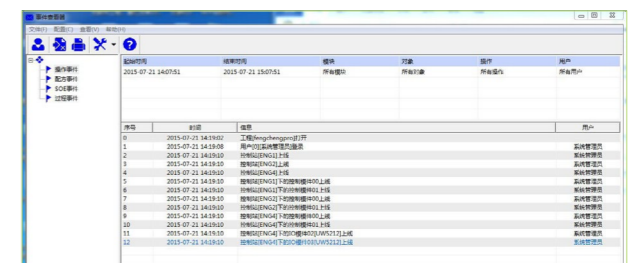 事件查看器
文件(F) 配置(C) 查看(V) 帮助(H)
操作事件
配方事件
SOE事件
过程事件
起始时间 结束时间 模块 对象 操作 用户
2015-07-21 14:07:51 2015-07-21 15:07:51 所有模块 所有对象 所有操作 所有用户
序号 时间 信息 用户
0 2015-07-21 14:19:02 工程[fengchengpro]打开
1 2015-07-21 14:19:08 用户[0][系统管理员]登录 系统管理员
2 2015-07-21 14:19:10 控制站[ENG1]上线 系统管理员
3 2015-07-21 14:19:10 控制站[ENG2]上线 系统管理员
4 2015-07-21 14:19:10 控制站[ENG4]上线 系统管理员
5 2015-07-21 14:19:10 控制站[ENG1]下的控制模件00上线 系统管理员
6 2015-07-21 14:19:10 控制站[ENG1]下的控制模件01上线 系统管理员
7 2015-07-21 14:19:10 控制站[ENG2]下的控制模件00上线 系统管理员
8 2015-07-21 14:19:10 控制站[ENG2]下的控制模件01上线 系统管理员
9 2015-07-21 14:19:10 控制站[ENG4]下的控制模件00上线 系统管理员
10 2015-07-21 14:19:10 控制站[ENG4]下的控制模件01上线 系统管理员
11 2015-07-21 14:19:10 控制站[ENG4]下的IO模件02[UW5212]上线 系统管理员
12 2015-07-21 14:19:10 控制站[ENG4]下的IO模件03[UW5212]上线 系统管理员